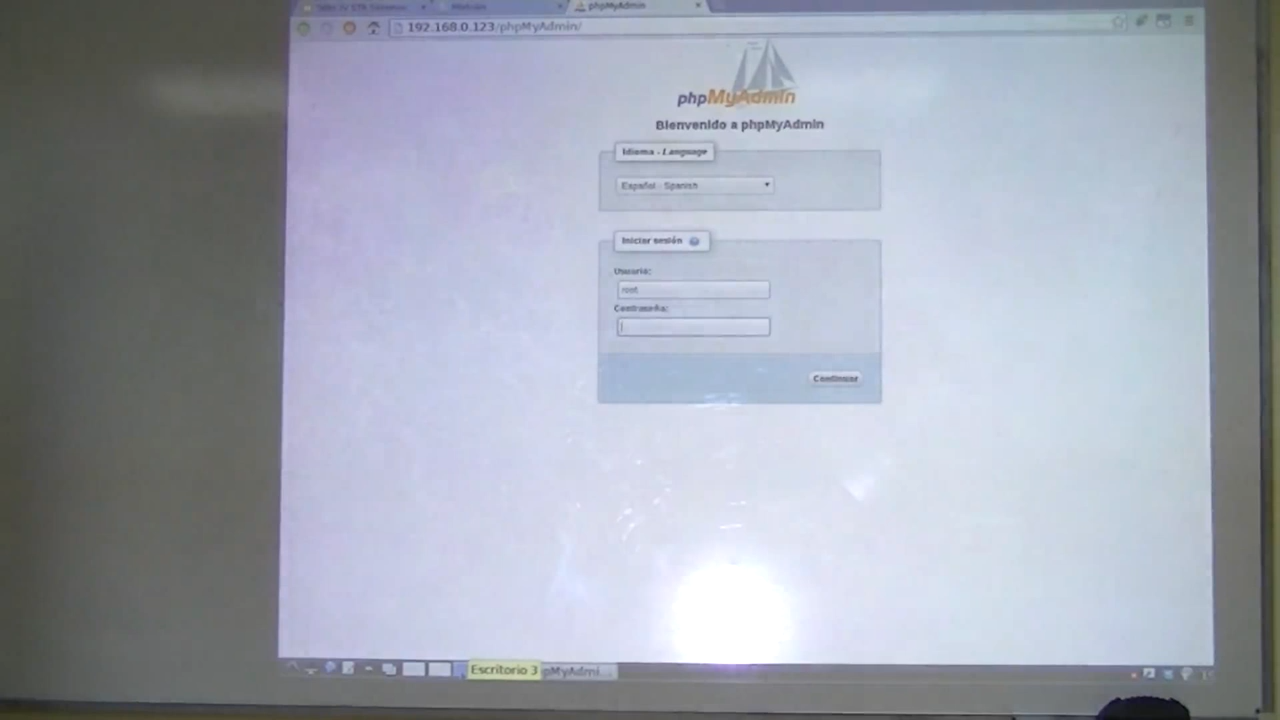 phpMyAdmin
192.168.0.123/phpMyAdmin/
phpMyAdmin
Bienvenido a phpMyAdmin
Idioma - Language
Español - Spanish
Iniciar sesión
Usuario:
root
Contraseña:
Continuar
Escritorio 3
pMyAdmi...